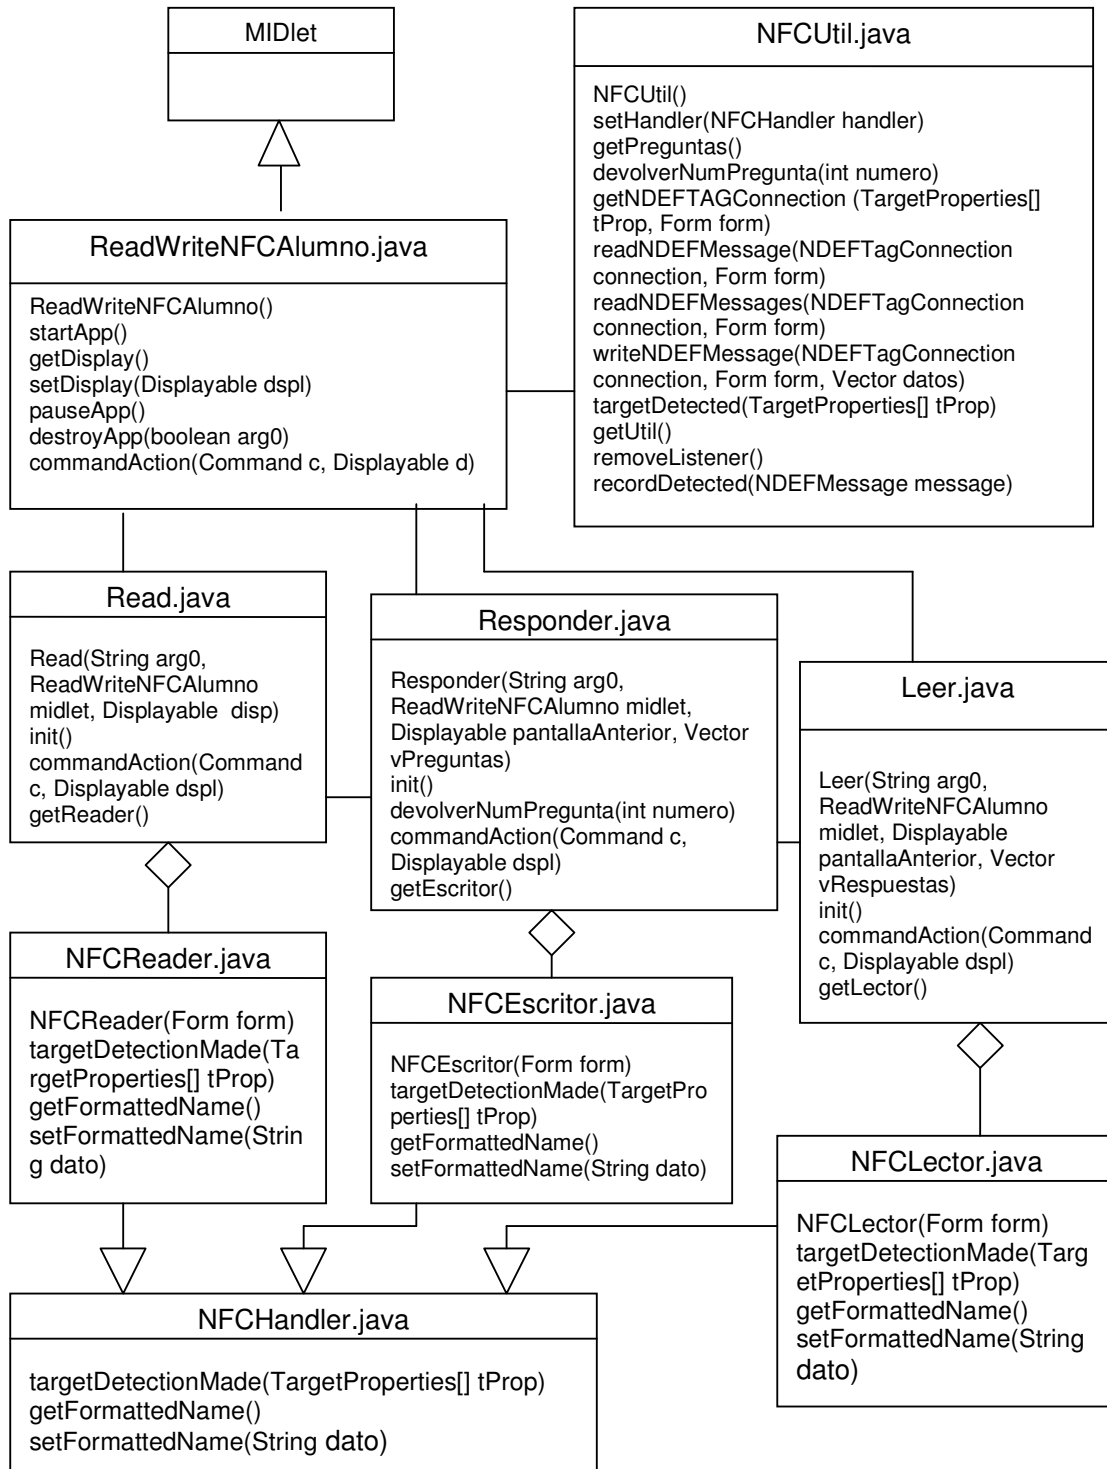 MIDlet
NFCUtil.java
NFCUtil()
setHandler(NFCHandler handler)
getPreguntas()
devolverNumPregunta(int numero)
getNDEFTAGConnection (TargetProperties[]
tProp, Form form)
readNDEFMessage(NDEFTagConnection
connection, Form form)
readNDEFMessages(NDEFTagConnection
connection, Form form)
writeNDEFMessage(NDEFTagConnection
connection, Form form, Vector datos)
targetDetected(TargetProperties[] tProp)
getUtil()
removeListener()
recordDetected(NDEFMessage message)
ReadWriteNFCAlumno.java
ReadWriteNFCAlumno()
startApp()
getDisplay()
setDisplay(Displayable dspl)
pauseApp()
destroyApp(boolean arg0)
commandAction(Command c, Displayable d)
Read.java
Read(String arg0,
ReadWriteNFCAlumno
midlet, Displayable disp)
init()
commandAction(Command
c, Displayable dspl)
getReader()
Responder.java
Responder(String arg0,
ReadWriteNFCAlumno midlet,
Displayable pantallaAnterior, Vector
vPreguntas)
init()
devolverNumPregunta(int numero)
commandAction(Command c,
Displayable dspl)
getEscritor()
Leer.java
Leer(String arg0,
ReadWriteNFCAlumno
midlet, Displayable
pantallaAnterior, Vector
vRespuestas)
init()
commandAction(Command
c, Displayable dspl)
getLector()
NFCReader.java
NFCReader(Form form)
targetDetectionMade(Ta
rgetProperties[] tProp)
getFormattedName()
setFormattedName(Strin
g dato)
NFCEscritor.java
NFCEscritor(Form form)
targetDetectionMade(TargetPro
perties[] tProp)
getFormattedName()
setFormattedName(String dato)
NFCLector.java
NFCLector(Form form)
targetDetectionMade(Targ
etProperties[] tProp)
getFormattedName()
setFormattedName(String
dato)
NFCHandler.java
targetDetectionMade(TargetProperties[] tProp)
getFormattedName()
setFormattedName(String dato)